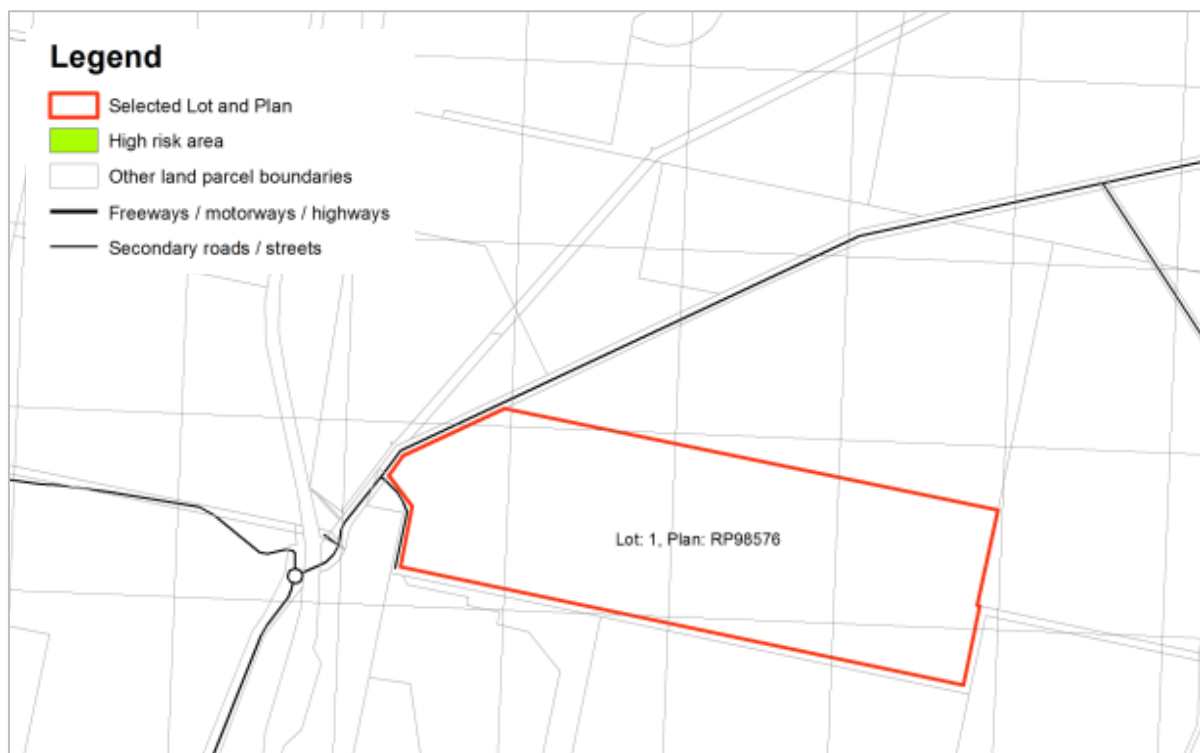 Legend
Selected Lot and Plan
High risk area
Other land parcel boundaries
Freeways / motorways / highways
Secondary roads / streets
Lot: 1, Plan: RP98576